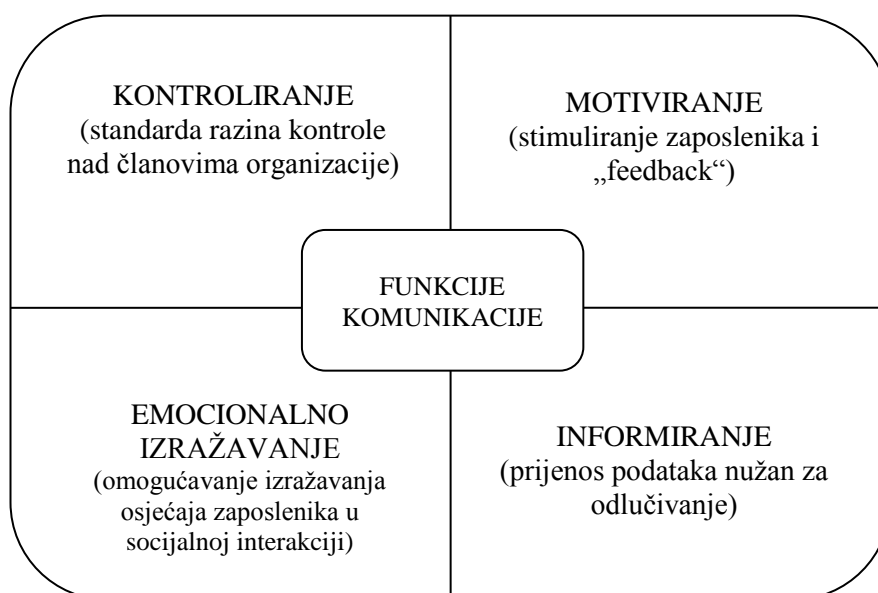 KONTROLIRANJE
(standarda razina kontrole
nad članovima organizacije)
MOTIVIRANJE
(stimuliranje zaposlenika i
„feedback“)
FUNKCIJE
KOMUNIKACIJE
EMOCIONALNO
IZRAŽAVANJE
(omogućavanje izražavanja
osjećaja zaposlenika u
socijalnoj interakciji)
INFORMIRANJE
(prijenos podataka nužan za
odlučivanje)